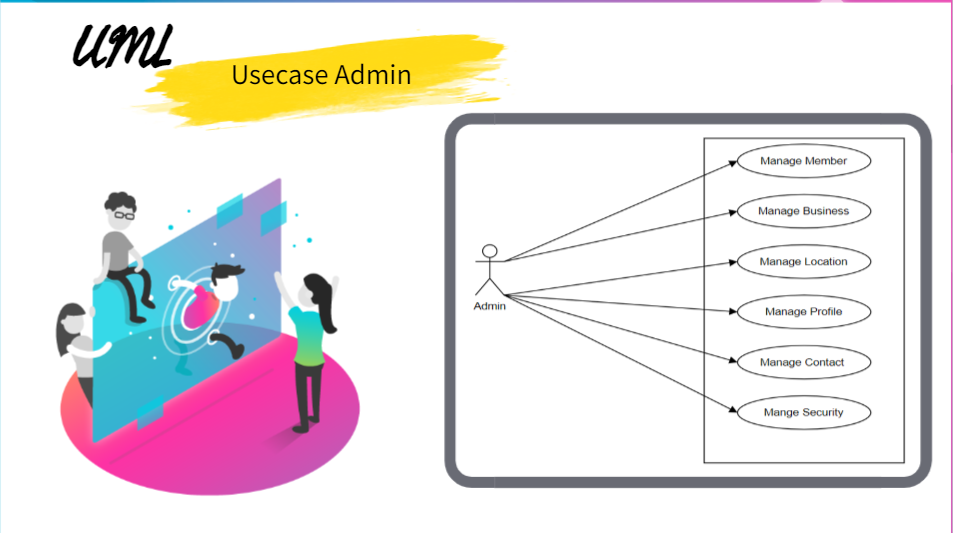 UML
Usecase Admin
Manage Member
Manage Business
Manage Location
Admin
Manage Profile
Manage Contact
Mange Security